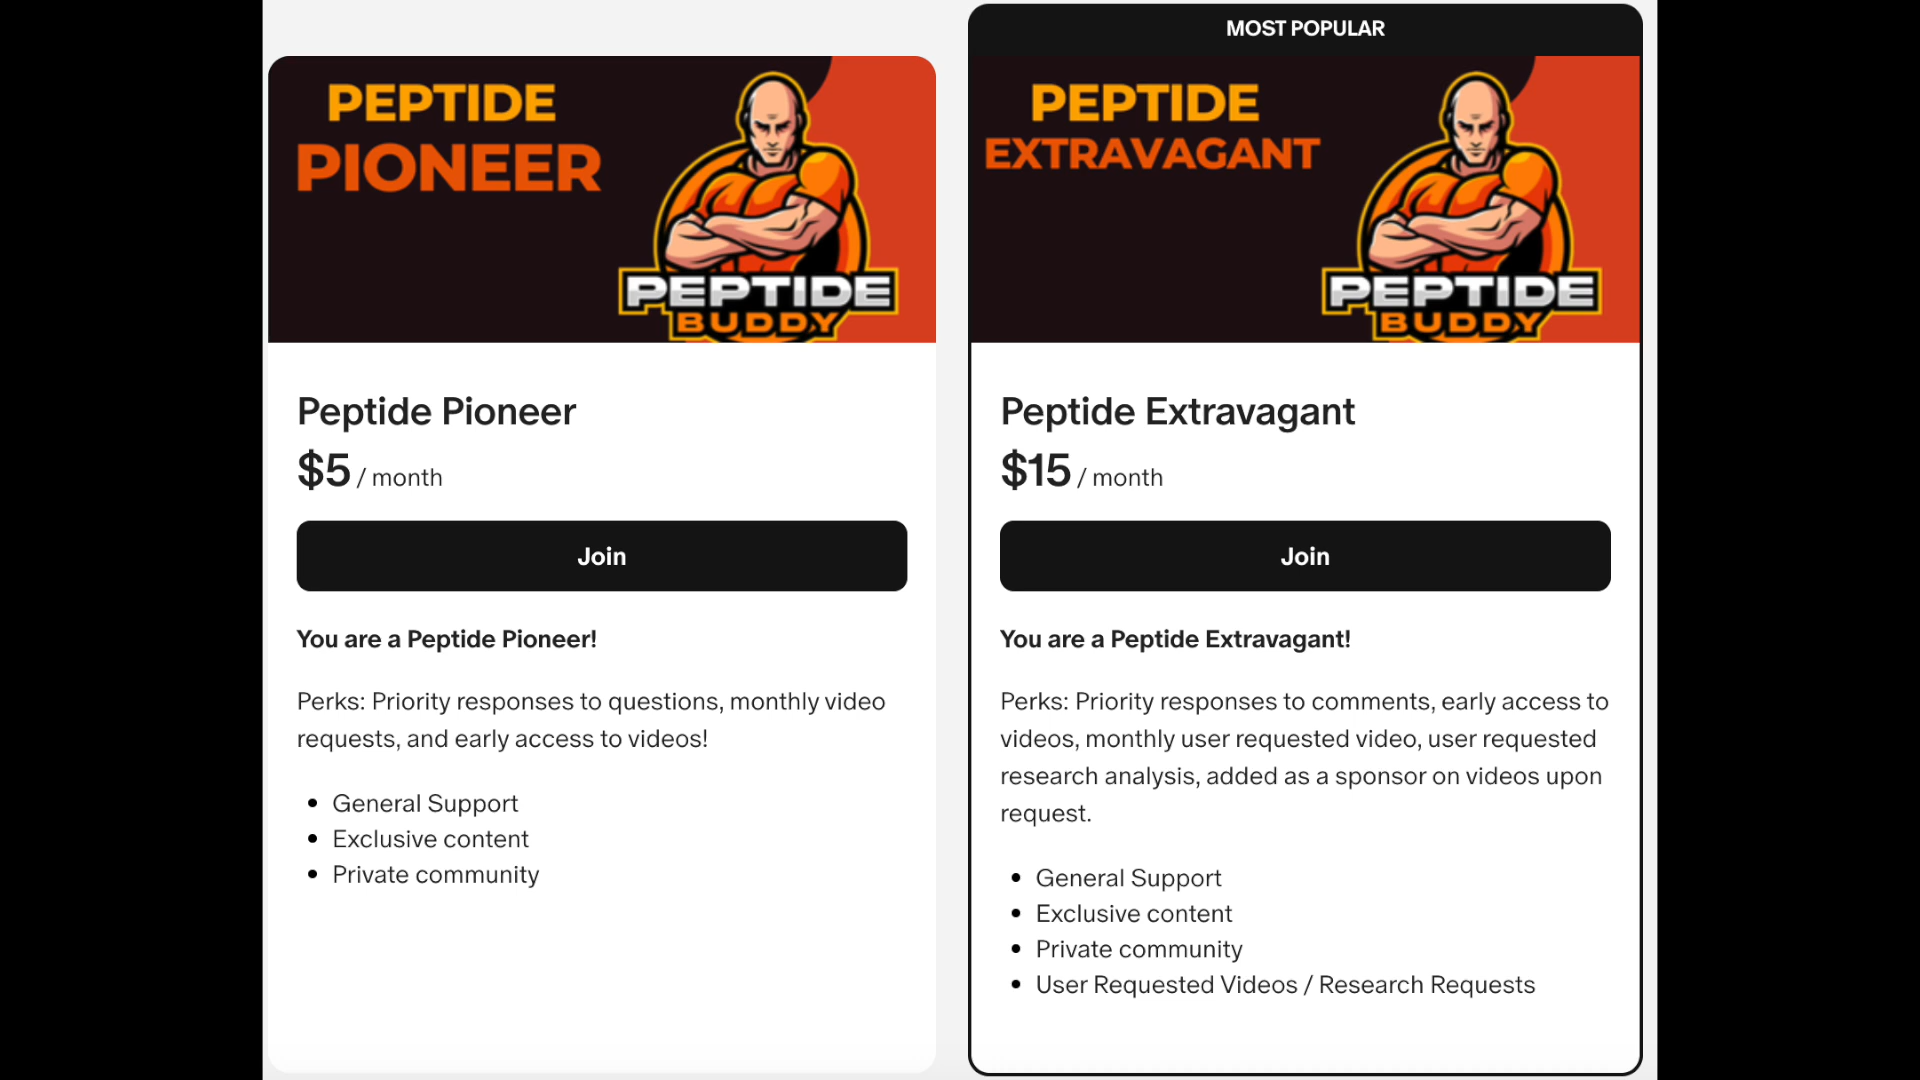 PEPTIDE
PIONEER
PEPTIDE
BUDDY
Peptide Pioneer
$5 / month
Join
You are a Peptide Pioneer!
Perks: Priority responses to questions, monthly video
requests, and early access to videos!
• General Support
• Exclusive content
• Private community
MOST POPULAR
PEPTIDE
EXTRAVAGANT
PEPTIDE
BUDDY
Peptide Extravagant
$15 / month
Join
You are a Peptide Extravagant!
Perks: Priority responses to comments, early access to
videos, monthly user requested video, user requested
research analysis, added as a sponsor on videos upon
request.
• General Support
• Exclusive content
• Private community
• User Requested Videos / Research Requests